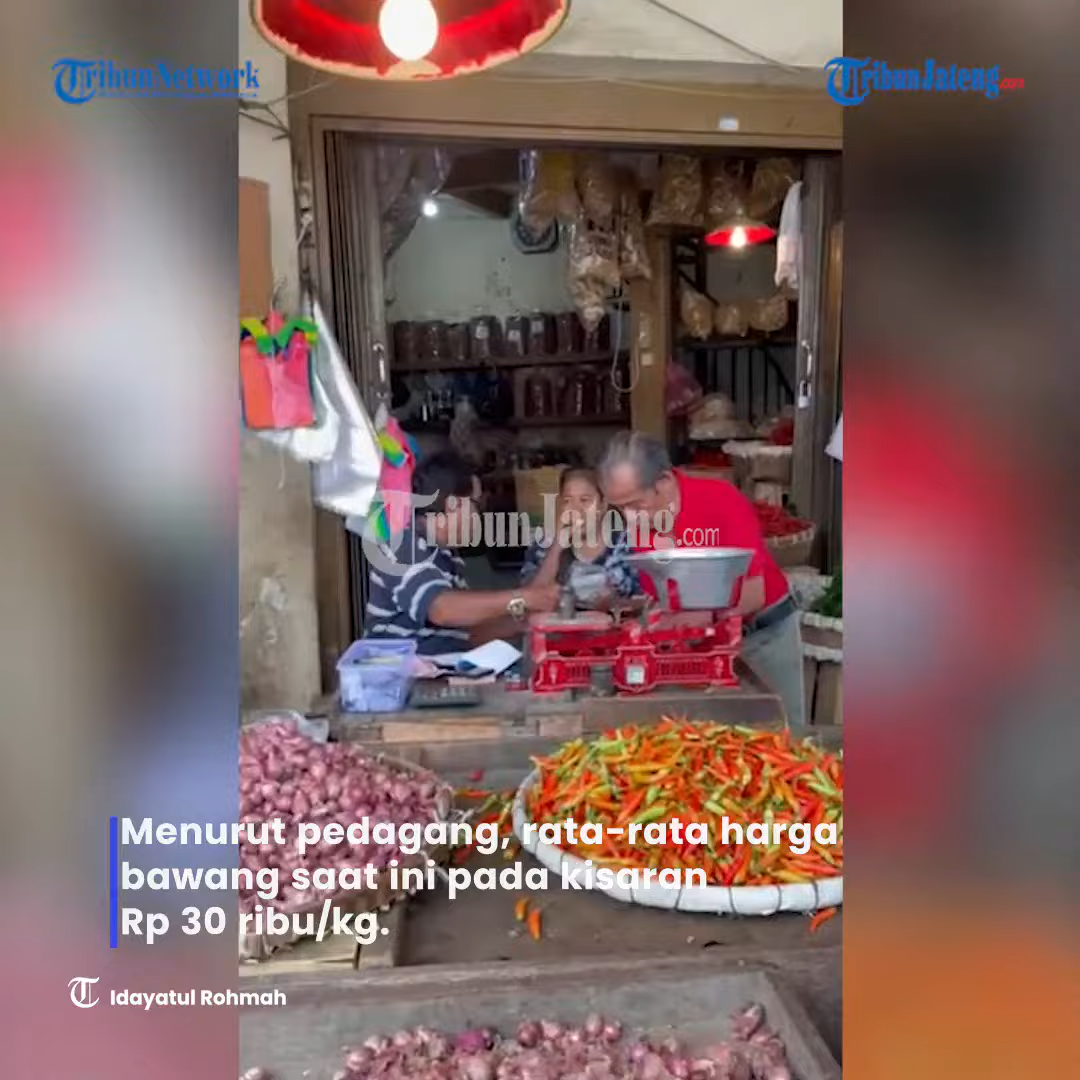 TribunNetwork
TribunJateng.com
TribunJateng.com
Menurut pedagang, rata-rata harga
bawang saat ini pada kisaran
Rp 30 ribu/kg.
Idayatul Rohmah